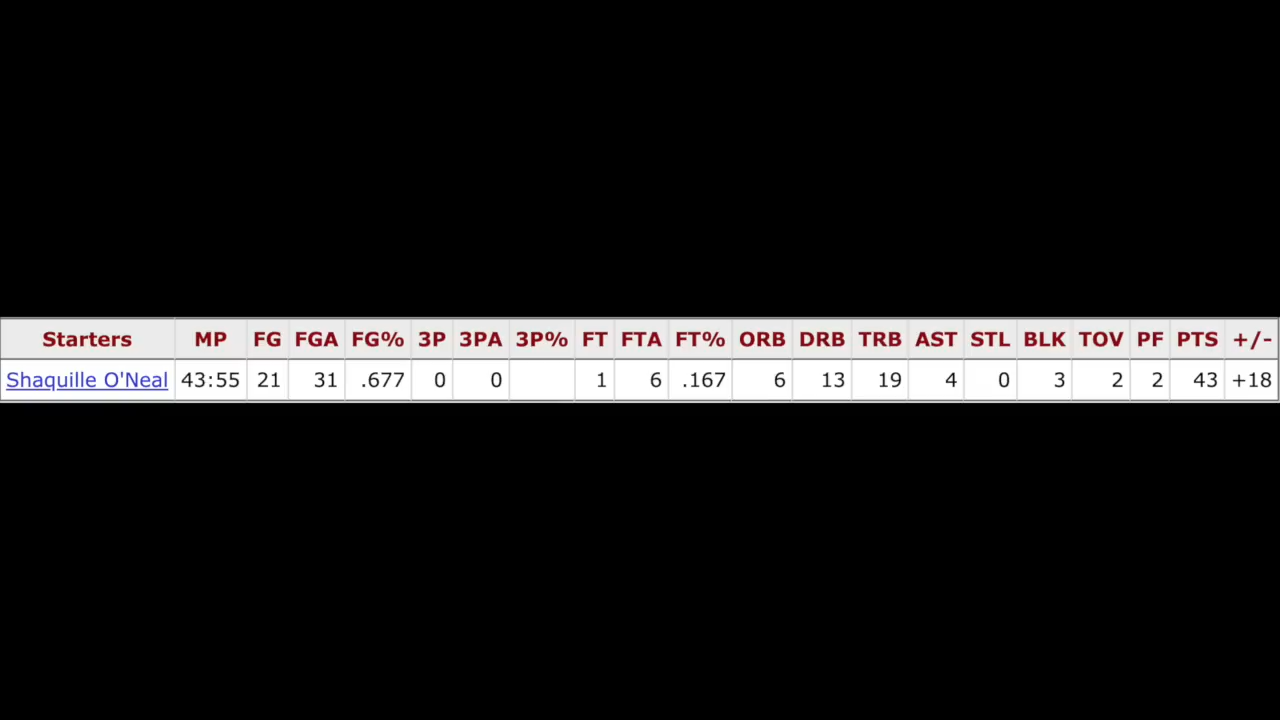 Starters MP FG FGA FG% 3P 3PA 3P% FT FTA FT% ORB DRB TRB AST STL BLK TOV PF PTS +/-
Shaquille O'Neal 43:55 21 31 .677 0 0 1 6 .167 6 13 19 4 0 3 2 2 43 +18